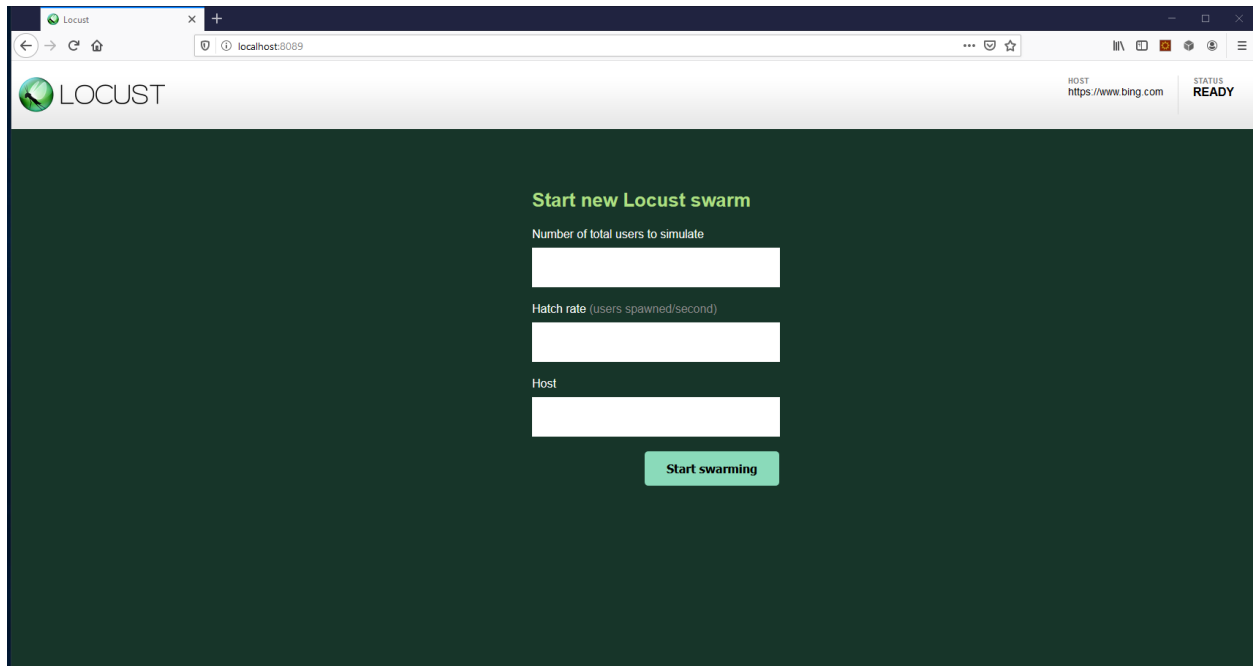 Locust
localhost:8089
LOCUST
HOST
https://www.bing.com
STATUS
READY
Start new Locust swarm
Number of total users to simulate
Hatch rate (users spawned/second)
Host
Start swarming